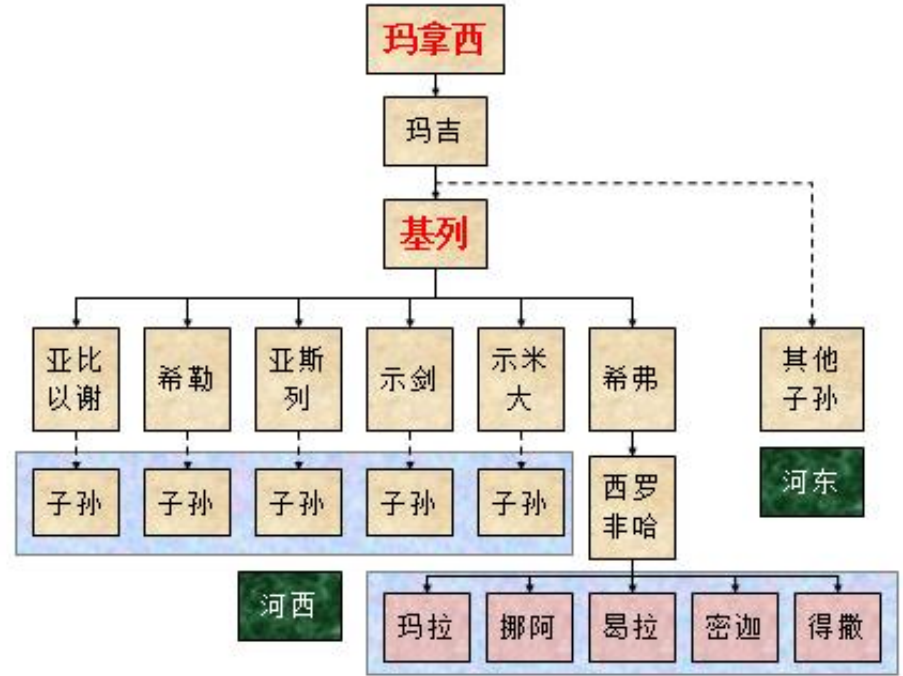 玛拿西
玛吉
基列
亚比
以谢
希勒
亚斯
列
示剑
示米
大
希弗
其他
子孙
子孙
子孙
子孙
子孙
子孙
西罗
非哈
河东
河西
玛拉
挪阿
曷拉
密迦
得撒